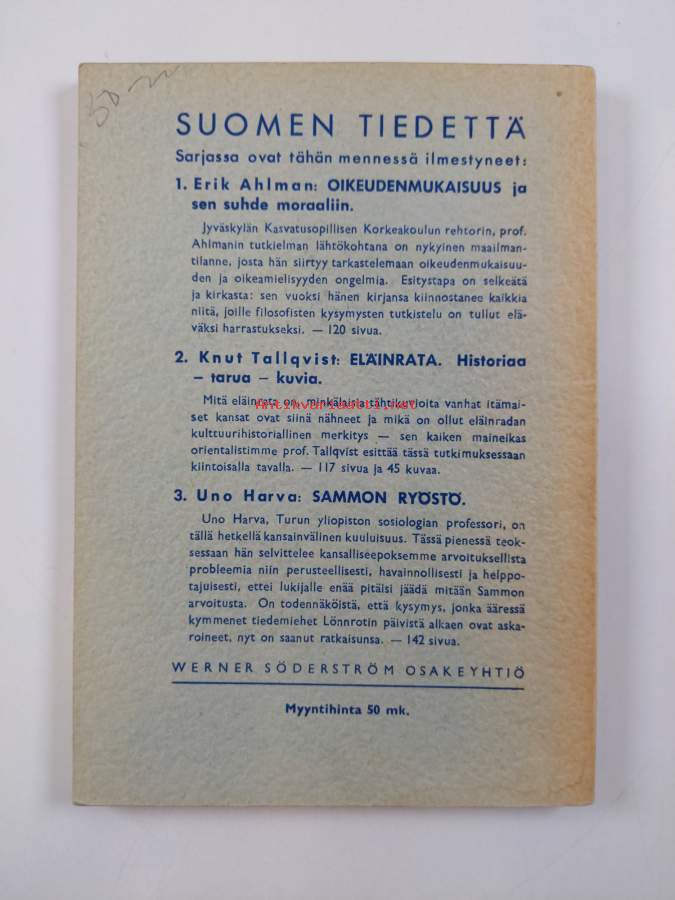 50 —
SUOMEN TIEDETTÄ
Sarjassa ovat tähän mennessä ilmestyneet:
1. Erik Ahlman: OIKEUDENMUKAISUUS ja
sen suhde moraaliin.
Jyväskylän Kasvatusopillisen Korkeakoulun rehtorin, prof.
Ahlmanin tutkielman lähtökohtana on nykyinen maailman-
tilanne, josta hän siirtyy tarkastelemaan oikeudenmukaisuu-
den ja oikeamielisyyden ongelmia. Esitystapa on selkeätä
ja kirkasta: sen vuoksi hänen kirjansa kiinnostanee kaikkia
niitä, joille filosofisten kysymysten tutkistelu on tullut elä-
väksi harrastukseksi. — 120 sivua.
2. Knut Tallqvist: ELÄINRATA. Historiaa
– tarua – kuvia.
Mitä eläinrata on, minkälaisia tähtikuvioita vanhat itämai-
Antikvariaatti.net
set kansat ovat siinä nähneet ja mikä on ollut eläinradan
kulttuurihistoriallinen merkitys — sen kaiken maineikas
orientalistimme prof. Tallqvist esittää tässä tutkimuksessaan
kiintoisalla tavalla. — 117 sivua ja 45 kuvaa.
3. Uno Harva: SAMMON RYÖSTÖ.
Uno Harva, Turun yliopiston sosiologian professori, on
tällä hetkellä kansainvälinen kuuluisuus. Tässä pienessä teok-
sessaan hän selvittelee kansalliseepoksemme arvoituksellista
probleemia niin perusteellisesti, havainnollisesti ja helppo-
tajuisesti, ettei lukijalle enää pitäisi jäädä mitään Sammon
arvoitusta. On todennäköistä, että kysymys, jonka ääressä
kymmenet tiedemiehet Lönnrotin päivistä alkaen ovat aska-
roineet, nyt on saanut ratkaisunsa. — 142 sivua.
WERNER SÖDERSTRÖM OSAKEYHTIÖ
Myyntihinta 50 mk.